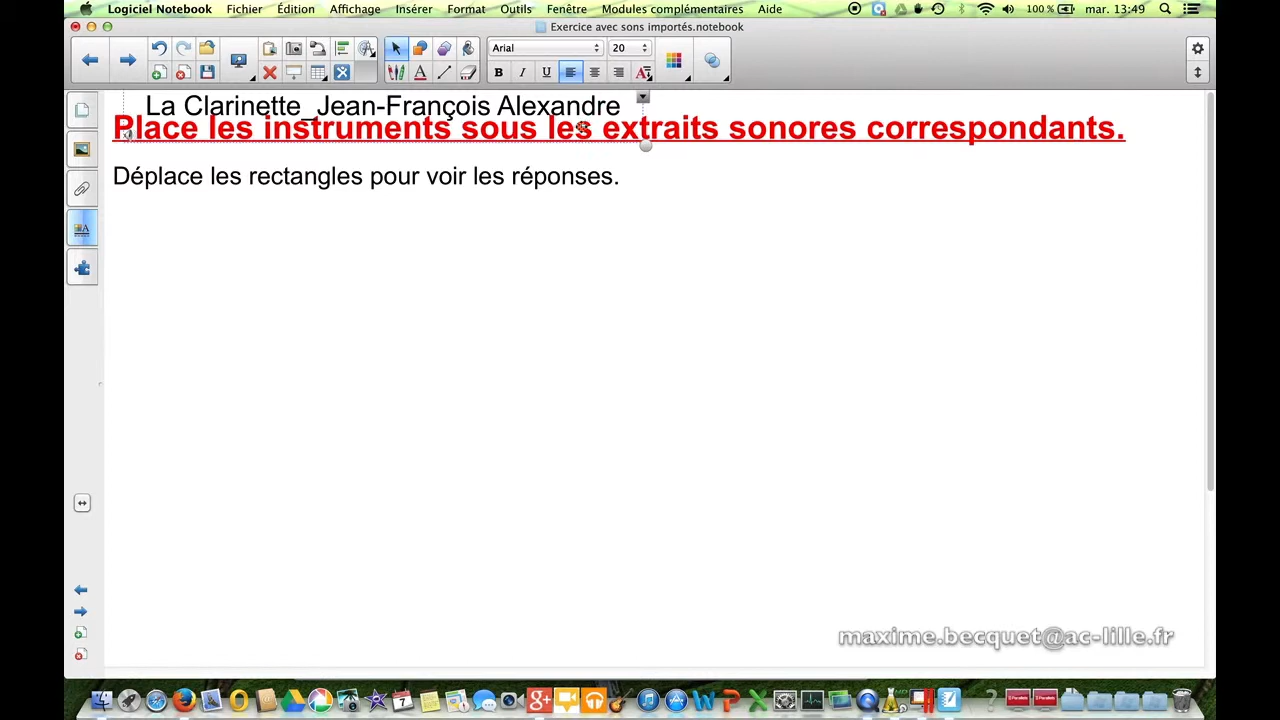 Logiciel Notebook Fichier Édition Affichage Insérer Format Outils Fenêtre Modules complémentaires Aide 100 % mar. 13:49
Exercice avec sons importés.notebook
Arial 20
B I U
La Clarinette_Jean-François Alexandre
Place les instruments sous les extraits sonores correspondants.
Déplace les rectangles pour voir les réponses.
maxime.becquet@ac-lille.fr